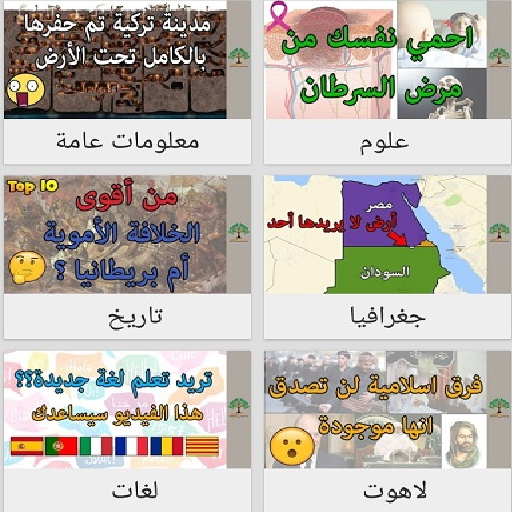 احمي نفسك من
مرض السرطان
علوم
مدينة تركية تم حفرها
بالكامل تحت الأرض
معلومات عامة
مصر
أرض لا يريدها أحد
السودان
جغرافيا
Top 10
من أقوى
الخلافة الأموية
أم بريطانيا ؟
تاريخ
فرق اسلامية لن تصدق
انها موجودة
لاهوت
تريد تعلم لغة جديدة؟؟
هذا الفيديو سيساعدك
لغات